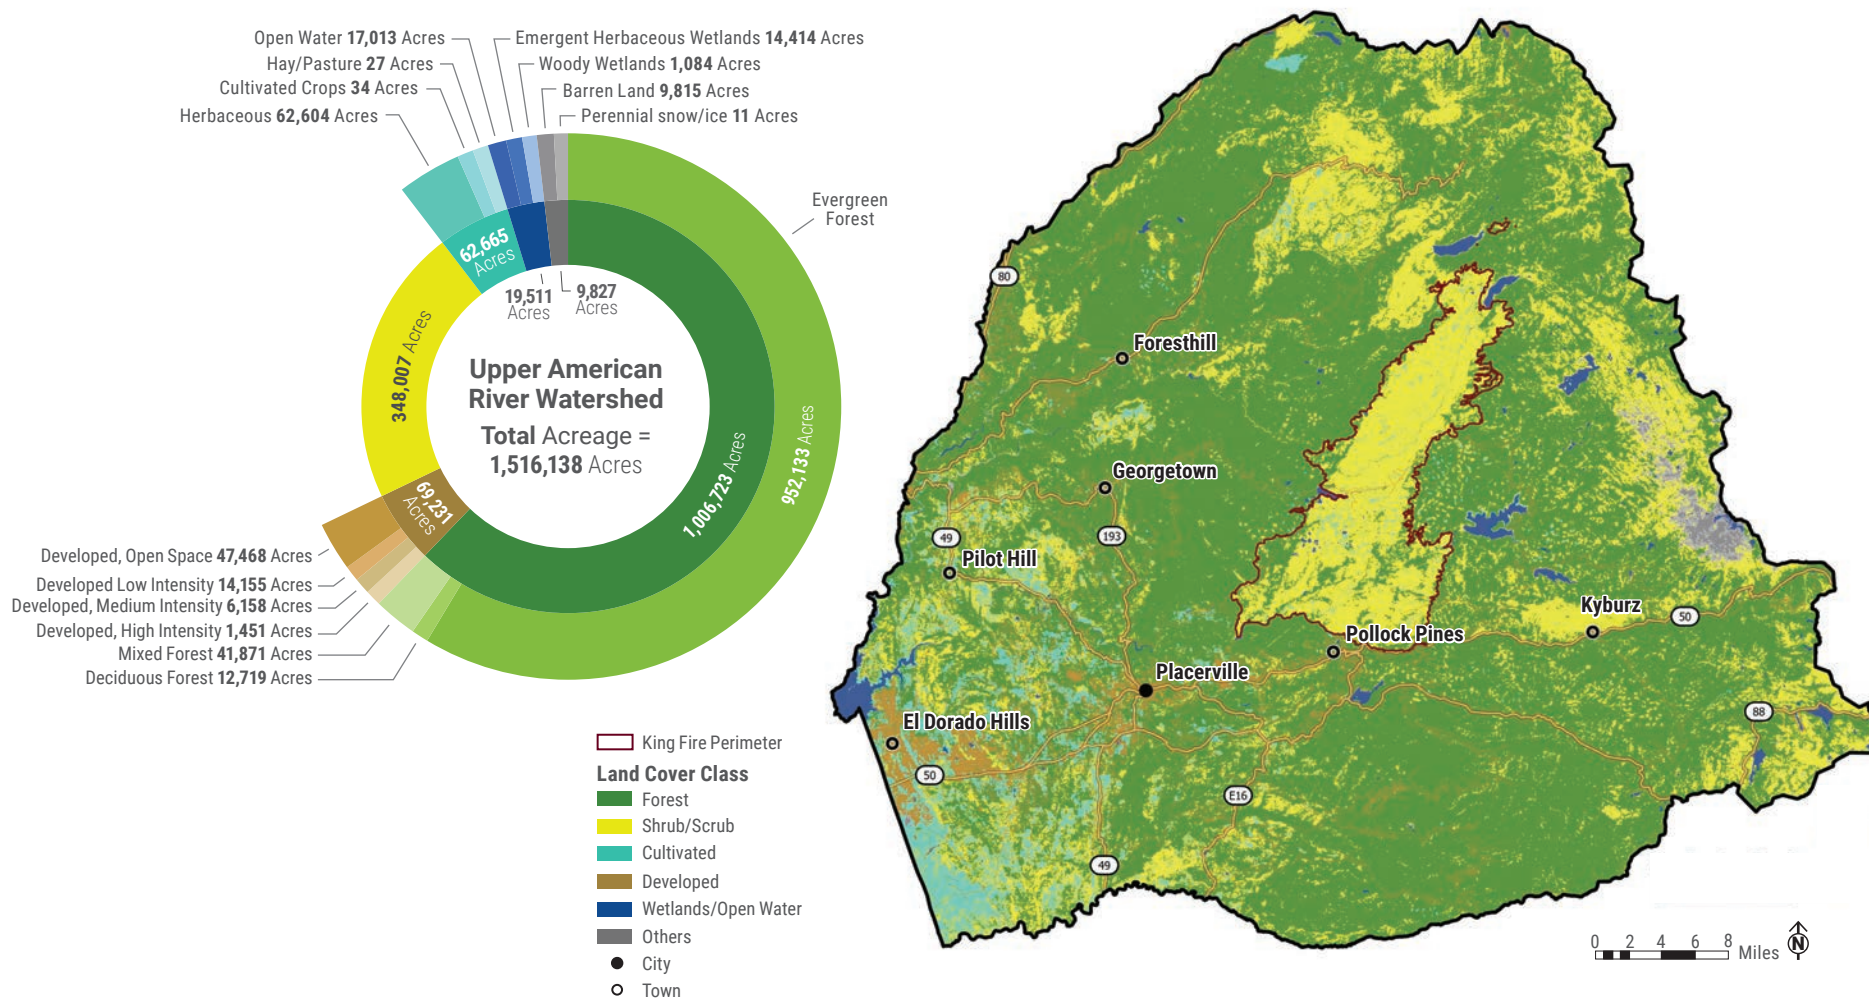 Open Water 17,013 Acres
Hay/Pasture 27 Acres
Cultivated Crops 34 Acres
Herbaceous 62,604 Acres
Emergent Herbaceous Wetlands 14,414 Acres
Woody Wetlands 1,084 Acres
Barren Land 9,815 Acres
Perennial snow/ice 11 Acres
Evergreen
Forest
62,665
Acres
19,511
Acres
9,827
Acres
348,007 Acres
Upper American
River Watershed
Total Acreage =
1,516,138 Acres
952,133 Acres
1,006,723 Acres
69,231
Acres
Developed, Open Space 47,468 Acres
Developed Low Intensity 14,155 Acres
Developed, Medium Intensity 6,158 Acres
Developed, High Intensity 1,451 Acres
Mixed Forest 41,871 Acres
Deciduous Forest 12,719 Acres
King Fire Perimeter
Land Cover Class
Forest
Shrub/Scrub
Cultivated
Developed
Wetlands/Open Water
Others
City
Town
80
Foresthill
Georgetown
49
193
Pilot Hill
Kyburz
50
Pollock Pines
Placerville
El Dorado Hills
88
50
E16
49
0 2 4 6 8
Miles
N